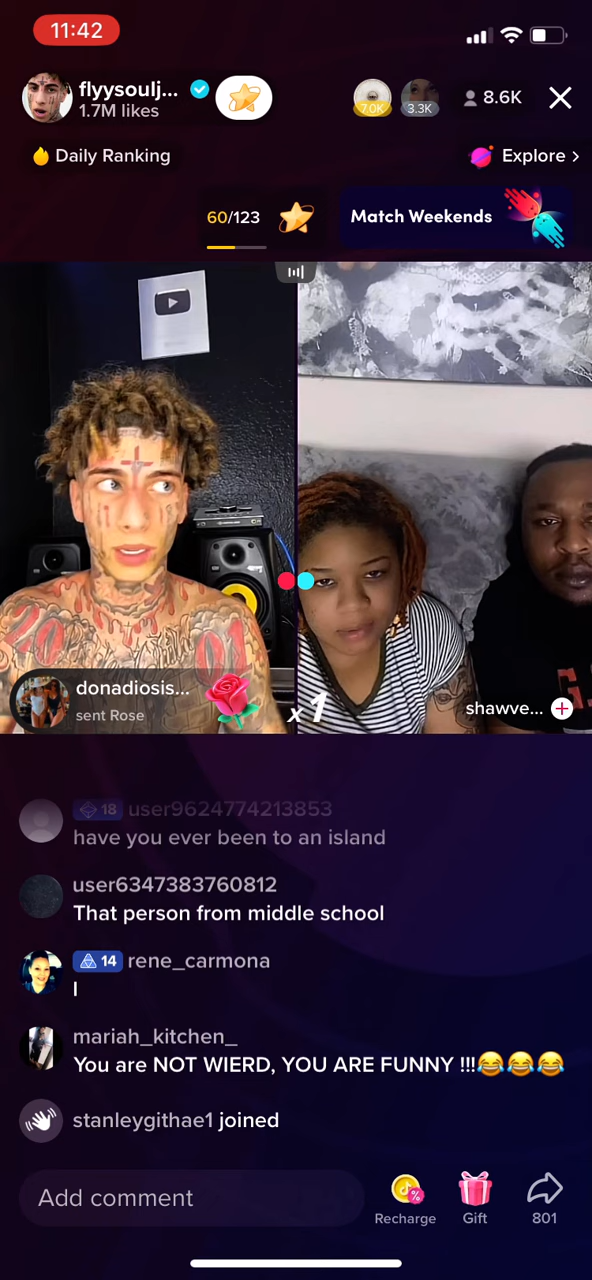 11:42
flyysoulj...
1.7M likes
7.0K
3.3K
8.6K
Daily Ranking
Explore >
60/123
Match Weekends
20
01
donadiosis...
sent Rose
x1
shawve...
18 user9624774213853
have you ever been to an island
user6347383760812
That person from middle school
14 rene_carmona
I
mariah_kitchen_
You are NOT WIERD, YOU ARE FUNNY !!!😂😂😂
stanleygithae1 joined
Add comment
Recharge
Gift
801